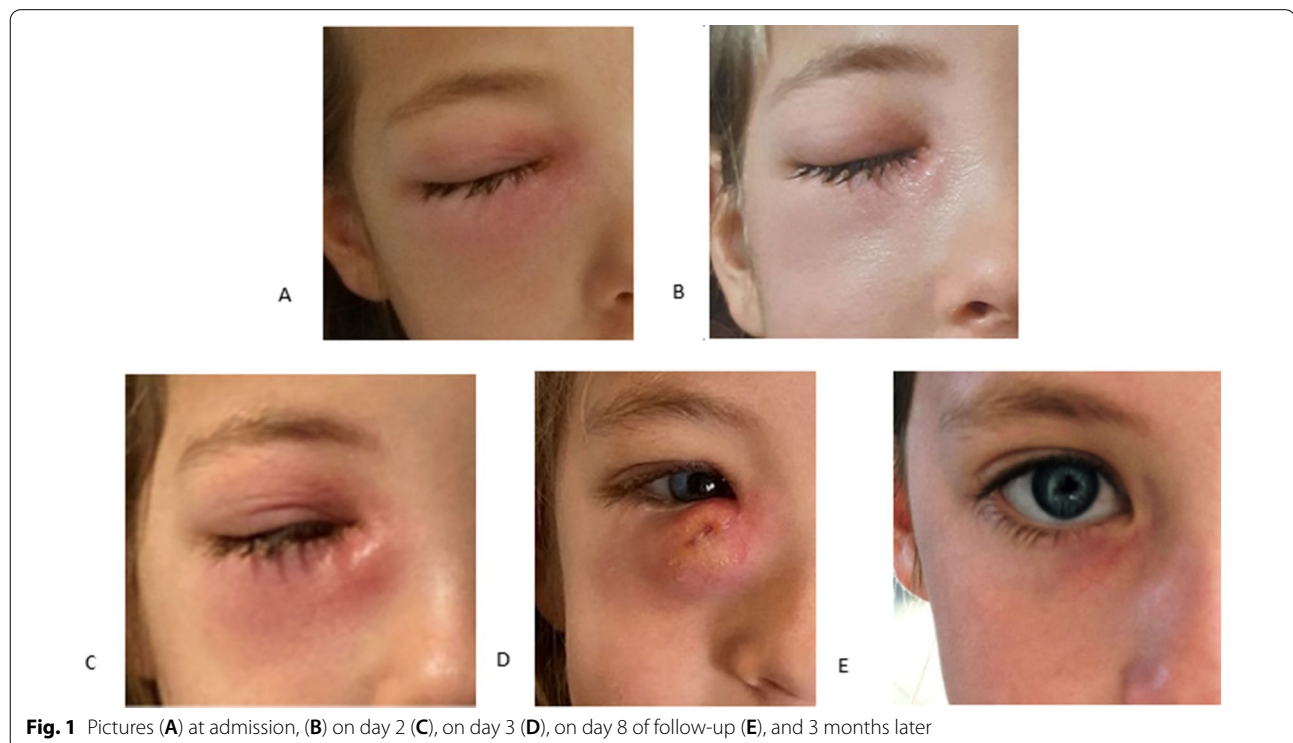 A
B
C
D
E
Fig. 1 Pictures (A) at admission, (B) on day 2 (C), on day 3 (D), on day 8 of follow-up (E), and 3 months later